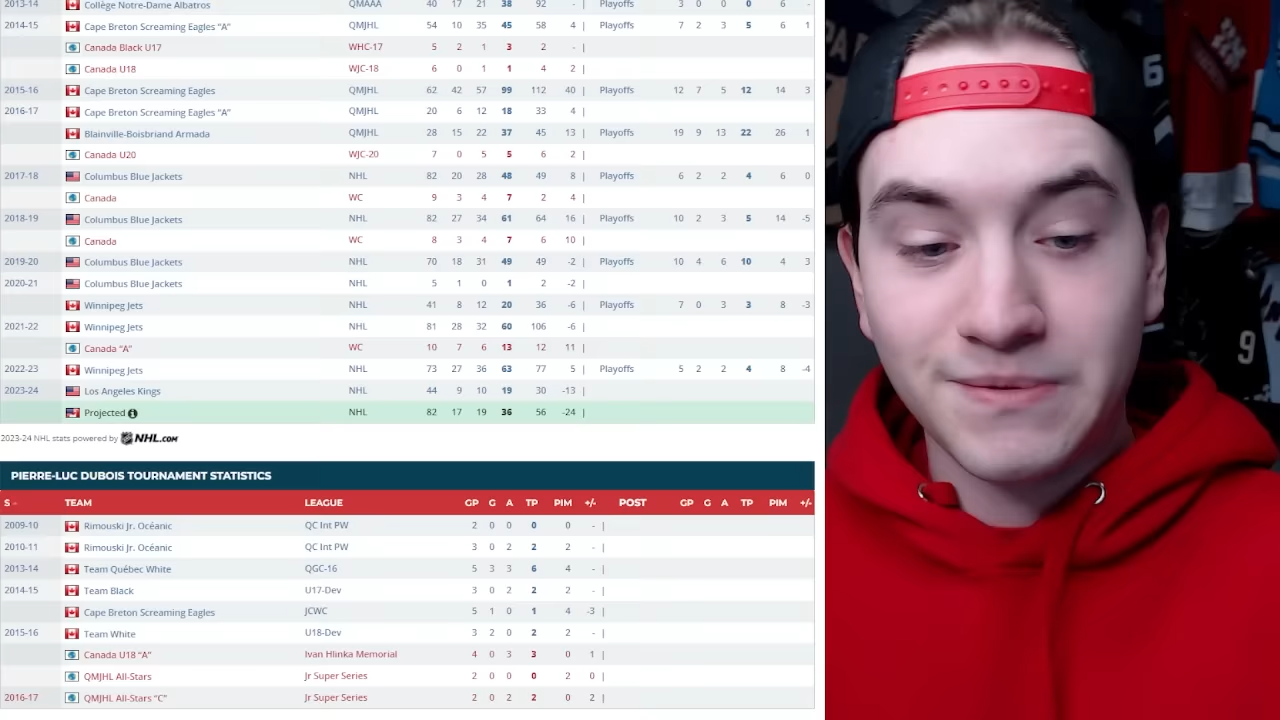 2013-14 Collège Notre-Dame Albatros QMAAA 40 17 21 38 92 - | Playoffs 3 0 0 0 6 -
2014-15 Cape Breton Screaming Eagles “A” QMJHL 54 10 35 45 58 4 | Playoffs 7 2 3 5 6 1
Canada Black U17 WHC-17 5 2 1 3 2 - |
Canada U18 WJC-18 6 0 1 1 4 2 |
2015-16 Cape Breton Screaming Eagles QMJHL 62 42 57 99 112 40 | Playoffs 12 7 5 12 14 3
2016-17 Cape Breton Screaming Eagles “A” QMJHL 20 6 12 18 33 4 |
Blainville-Boisbriand Armada QMJHL 28 15 22 37 45 13 | Playoffs 19 9 13 22 26 1
Canada U20 WJC-20 7 0 5 5 6 2 |
2017-18 Columbus Blue Jackets NHL 82 20 28 48 49 8 | Playoffs 6 2 2 4 6 0
Canada WC 9 3 4 7 2 4 |
2018-19 Columbus Blue Jackets NHL 82 27 34 61 64 16 | Playoffs 10 2 3 5 14 -5
Canada WC 8 3 4 7 6 10 |
2019-20 Columbus Blue Jackets NHL 70 18 31 49 49 -2 | Playoffs 10 4 6 10 4 3
2020-21 Columbus Blue Jackets NHL 5 1 0 1 2 -2 |
Winnipeg Jets NHL 41 8 12 20 36 -6 | Playoffs 7 0 3 3 8 -3
2021-22 Winnipeg Jets NHL 81 28 32 60 106 -6 |
Canada “A” WC 10 7 6 13 12 11 |
2022-23 Winnipeg Jets NHL 73 27 36 63 77 5 | Playoffs 5 2 2 4 8 -4
2023-24 Los Angeles Kings NHL 44 9 10 19 30 -13 |
Projected NHL 82 17 19 36 56 -24 |
2023-24 NHL stats powered by NHL.COM
PIERRE-LUC DUBOIS TOURNAMENT STATISTICS
S TEAM LEAGUE GP G A TP PIM +/- POST GP G A TP PIM +/-
2009-10 Rimouski Jr. Océanic QC Int PW 2 0 0 0 0 - |
2010-11 Rimouski Jr. Océanic QC Int PW 3 0 2 2 2 - |
2013-14 Team Québec White QGC-16 5 3 3 6 4 - |
2014-15 Team Black U17-Dev 3 0 2 2 2 - |
Cape Breton Screaming Eagles JCWC 5 1 0 1 4 -3 |
2015-16 Team White U18-Dev 3 2 0 2 2 - |
Canada U18 “A” Ivan Hlinka Memorial 4 0 3 3 0 1 |
QMJHL All-Stars Jr Super Series 2 0 0 0 2 0 |
2016-17 QMJHL All-Stars “C” Jr Super Series 2 0 2 2 0 2 |
6
9